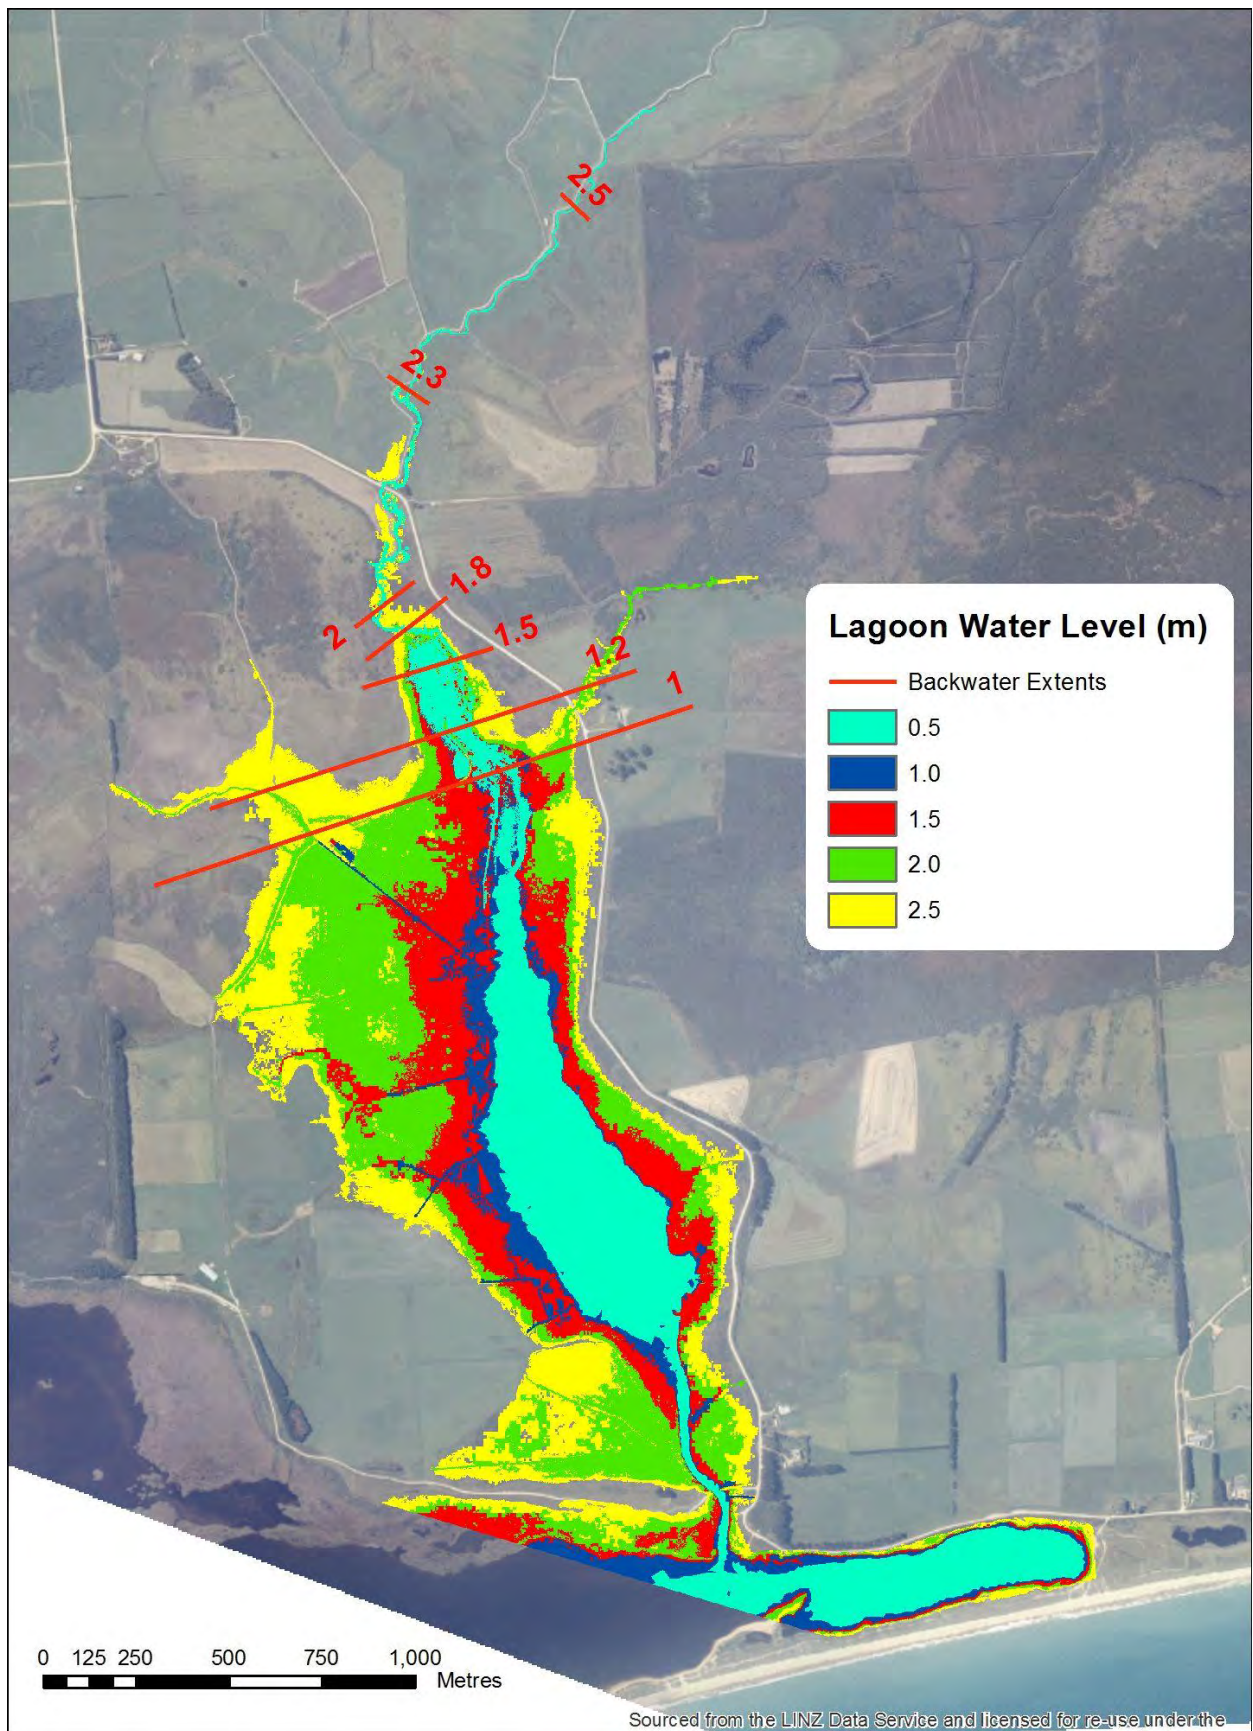 2.5
2.3
1.8
2
1.5
1.2
1
Lagoon Water Level (m)
Backwater Extents
0.5
1.0
1.5
2.0
2.5
0 125 250 500 750 1,000
Metres
Sourced from the LINZ Data Service and licensed for re-use under the